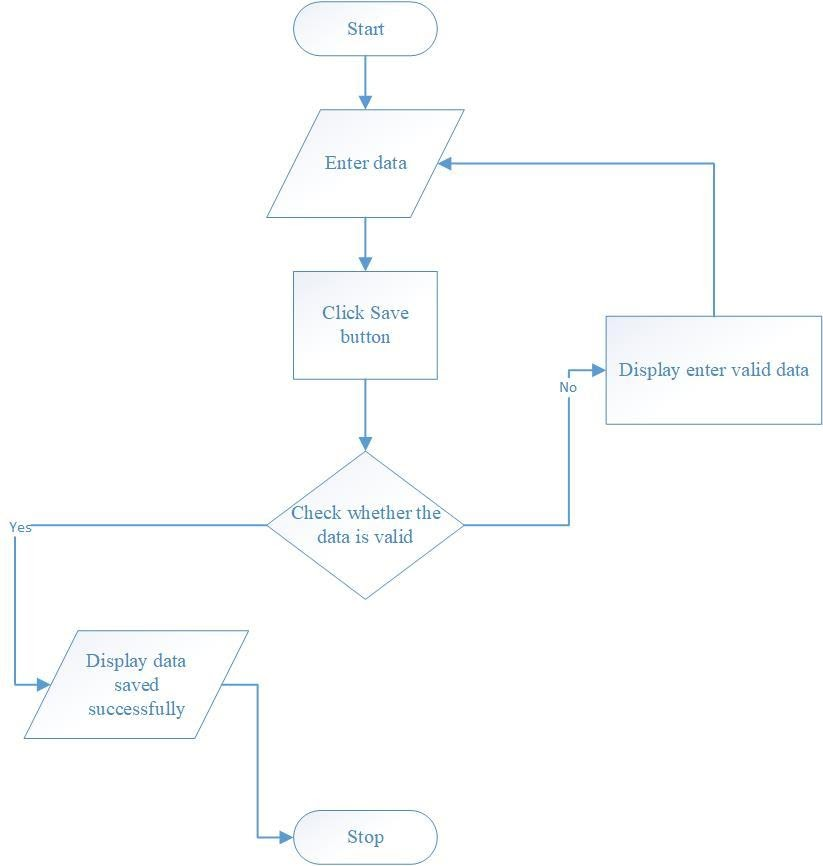 Start
Enter data
Click Save
button
Display enter valid data
No
Check whether the
data is valid
Yes
Display data
saved
successfully
Stop